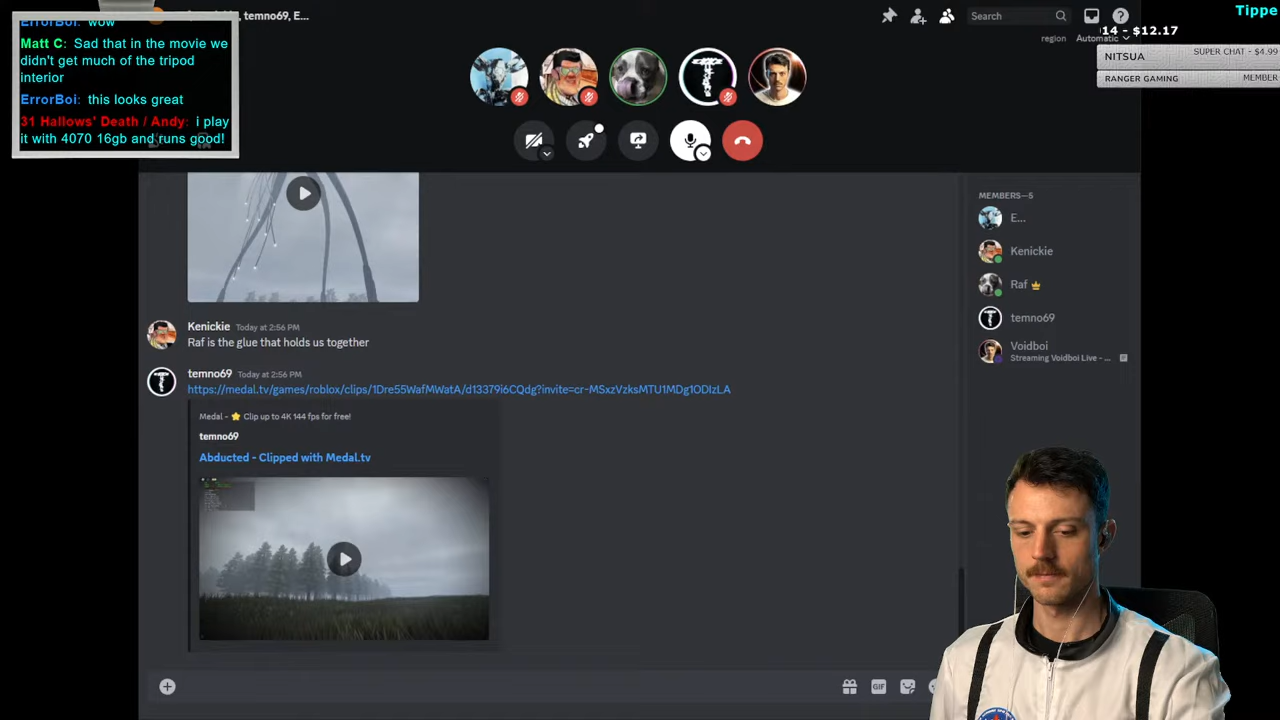 ErrorBoi: wow
Matt C: Sad that in the movie we
didn't get much of the tripod
interior
ErrorBoi: this looks great
31 Hallows' Death / Andy: i play
it with 4070 16gb and runs good!
, temno69, E...
Search
region
Automatic
Tippe
14 - $12.17
NITSUA
SUPER CHAT - $4.99
RANGER GAMING
MEMBER
Kenickie Today at 2:56 PM
Raf is the glue that holds us together
temno69 Today at 2:56 PM
https://medal.tv/games/roblox/clips/1Dre55WafMWatA/d13379i6CQdg?invite=cr-MSxzVzksMTU1MDg1ODIzLA
Medal - ⭐ Clip up to 4K 144 fps for free!
temno69
Abducted - Clipped with Medal.tv
GIF
MEMBERS—5
E...
Kenickie
Raf
temno69
Voidboi
Streaming Voidboi Live - ...